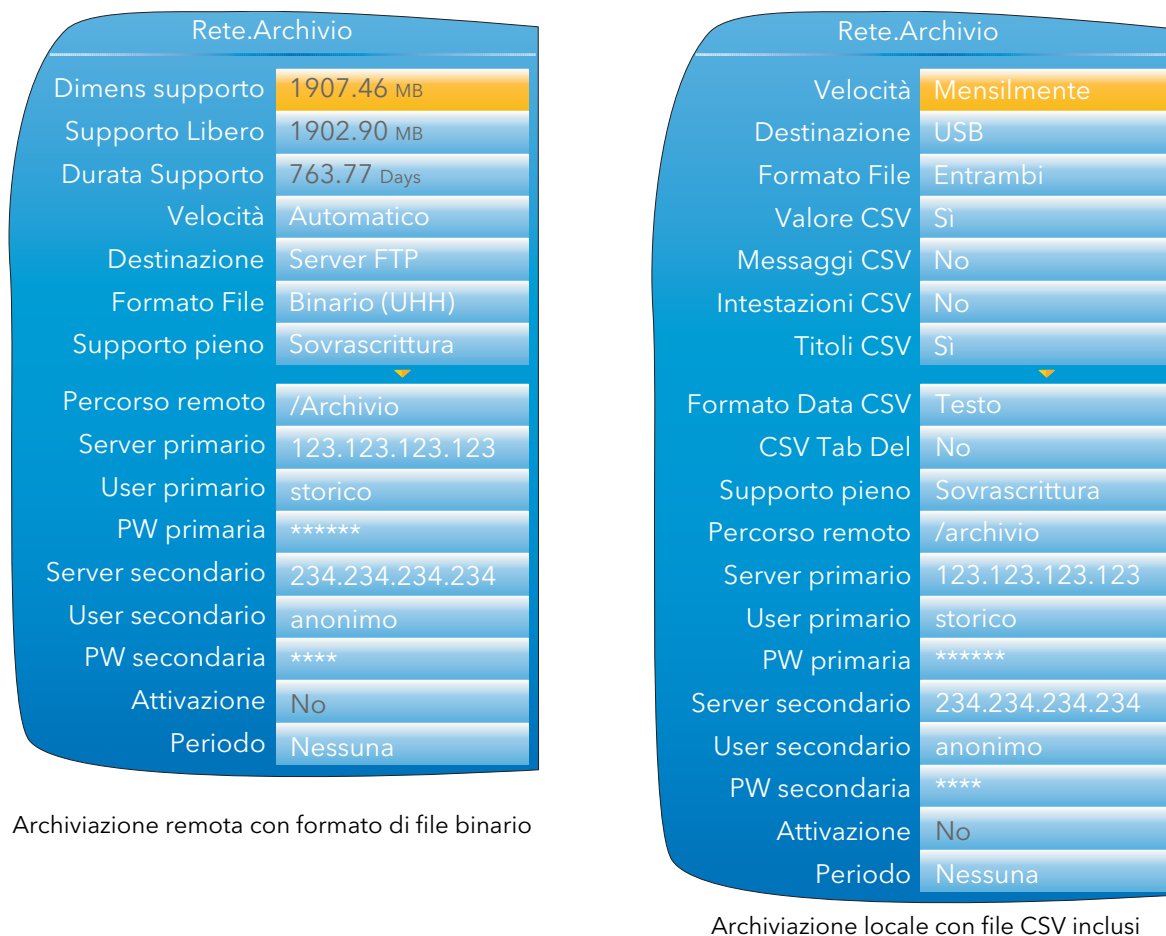 Rete.Archivio
Dimens supporto 1907.46 MB
Supporto Libero 1902.90 MB
Durata Supporto 763.77 Days
Velocità Automatico
Destinazione Server FTP
Formato File Binario (UHH)
Supporto pieno Sovrascrittura
Percorso remoto /Archivio
Server primario 123.123.123.123
User primario storico
PW primaria ******
Server secondario 234.234.234.234
User secondario anonimo
PW secondaria ****
Attivazione No
Periodo Nessuna
Archiviazione remota con formato di file binario
Rete.Archivio
Velocità Mensilmente
Destinazione USB
Formato File Entrambi
Valore CSV Sì
Messaggi CSV No
Intestazioni CSV No
Titoli CSV Sì
Formato Data CSV Testo
CSV Tab Del No
Supporto pieno Sovrascrittura
Percorso remoto /archivio
Server primario 123.123.123.123
User primario storico
PW primaria ******
Server secondario 234.234.234.234
User secondario anonimo
PW secondaria ****
Attivazione No
Periodo Nessuna
Archiviazione locale con file CSV inclusi